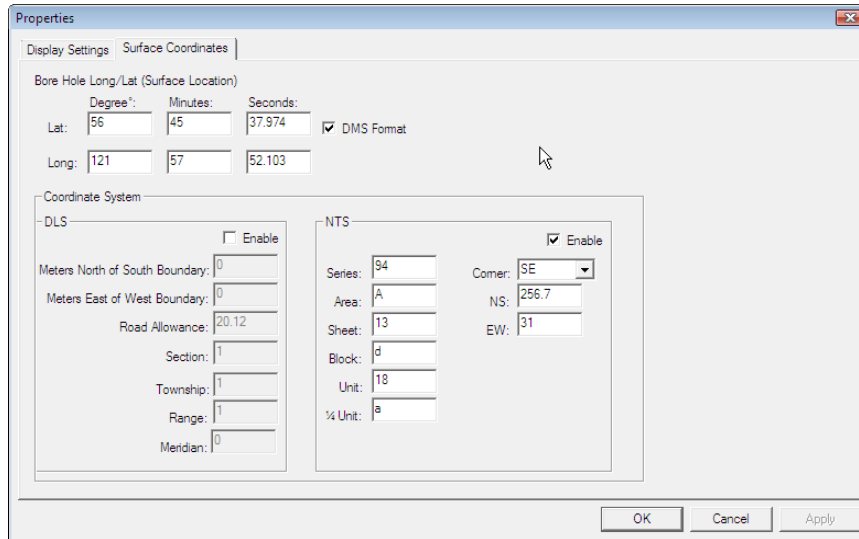 Properties
Display Settings Surface Coordinates
Bore Hole Long/Lat (Surface Location)
Degree°: Minutes: Seconds:
Lat: 56 45 37.974 DMS Format
Long: 121 57 52.103
Coordinate System
DLS
Enable
Meters North of South Boundary: 0
Meters East of West Boundary: 0
Road Allowance: 20.12
Section: 1
Township: 1
Range: 1
Meridian: 0
NTS
Enable
Series: 94
Area: A
Sheet: 13
Block: d
Unit: 18
¼ Unit: a
Corner: SE
NS: 256.7
EW: 31
OK Cancel Apply